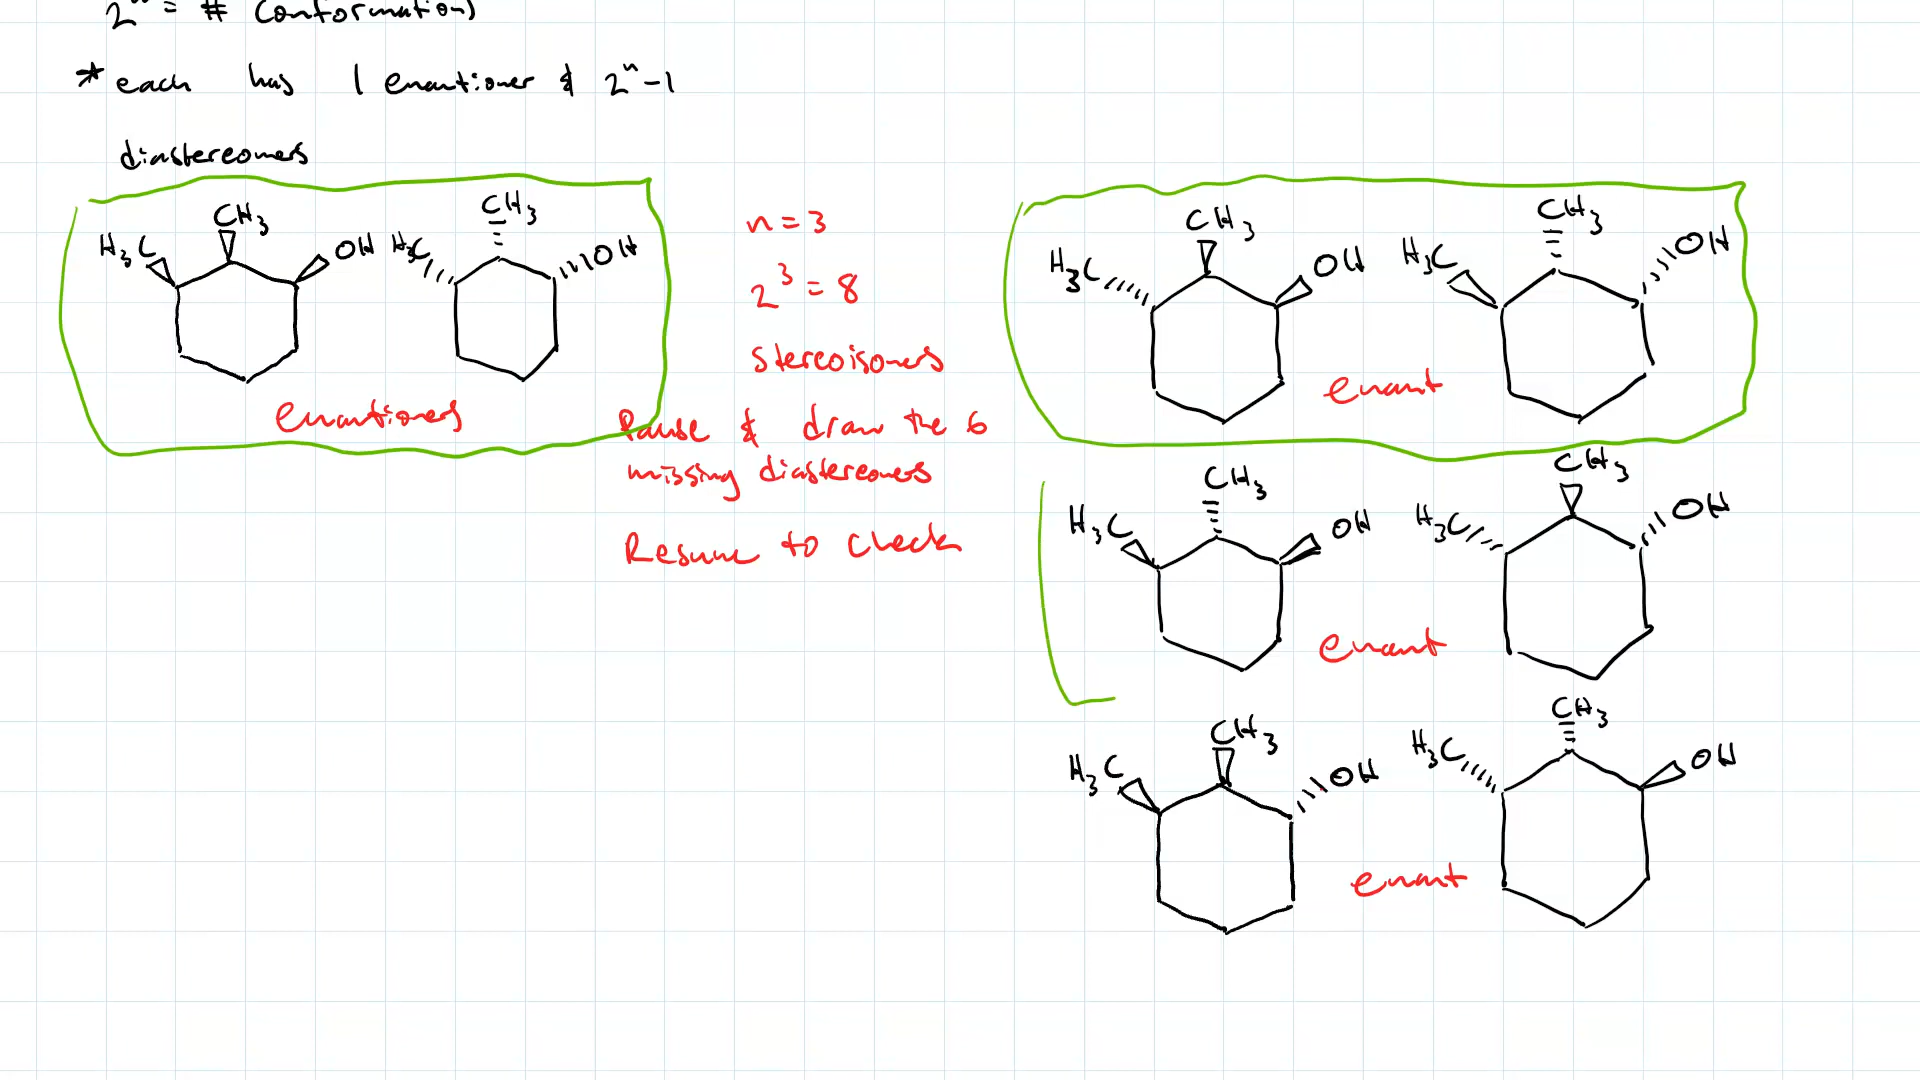 2ⁿ = # conformations
* each has 1 enantiomer & 2ⁿ-1
diastereomers
CH3
H3C
OH
CH3
H3C
OH
enantiomers
n = 3
2³ = 8
stereoisomers
Pause & draw the 6
missing diastereomers
Resume to check
CH3
H3C
OH
CH3
H3C
OH
enant
CH3
H3C
OH
CH3
H3C
OH
enant
CH3
H3C
OH
CH3
H3C
OH
enant